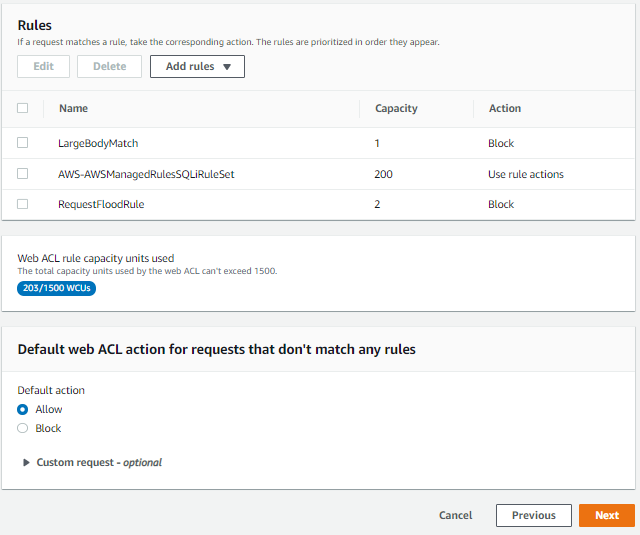 Rules
If a request matches a rule, take the corresponding action. The rules are prioritized in order they appear.
Edit Delete Add rules
Name Capacity Action
LargeBodyMatch 1 Block
AWS-AWSManagedRulesSQLiRuleSet 200 Use rule actions
RequestFloodRule 2 Block
Web ACL rule capacity units used
The total capacity units used by the web ACL can't exceed 1500.
203/1500 WCUs
Default web ACL action for requests that don't match any rules
Default action
Allow
Block
Custom request - optional
Cancel Previous Next